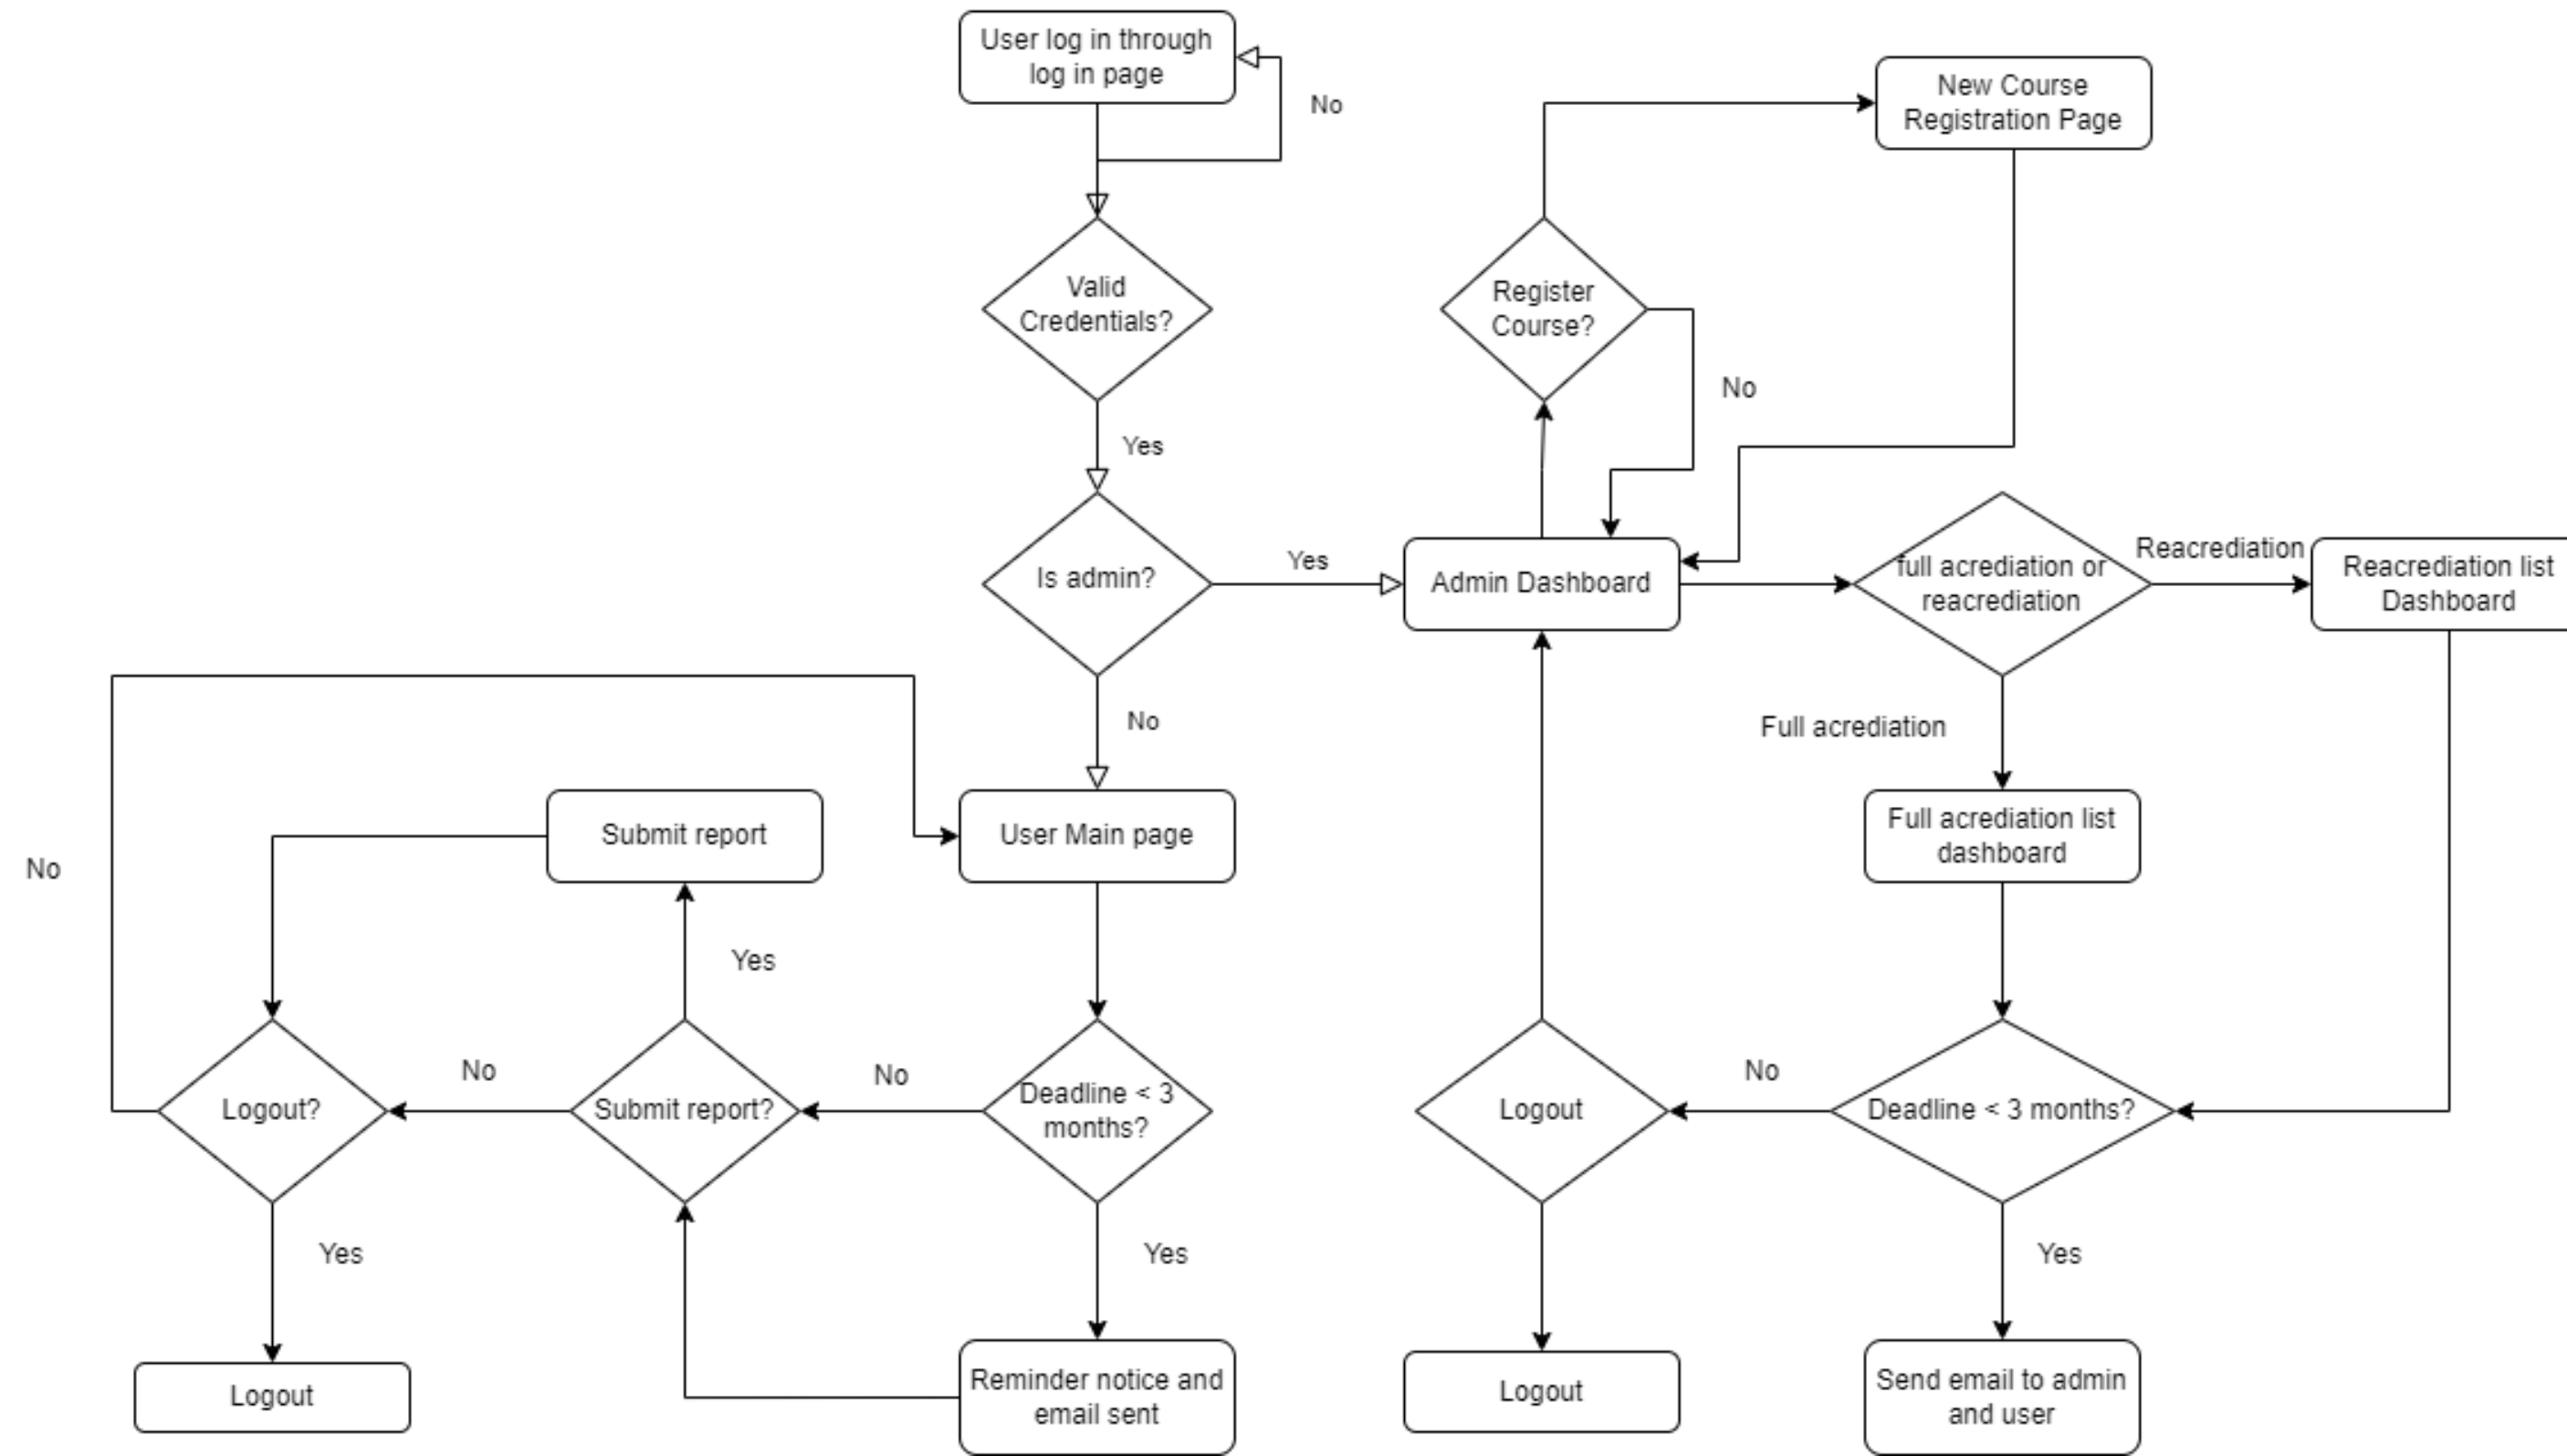 User log in through
log in page
No
New Course
Registration Page
Valid
Credentials?
Register
Course?
No
Yes
Is admin?
Yes
Admin Dashboard
full acrediation or
reacrediation
Reacrediation
Reacrediation list
Dashboard
No
Full acrediation
Submit report
User Main page
Full acrediation list
dashboard
No
Yes
Logout?
No
Submit report?
No
Deadline < 3
months?
Logout
No
Deadline < 3 months?
Yes
Yes
Yes
Logout
Reminder notice and
email sent
Logout
Send email to admin
and user